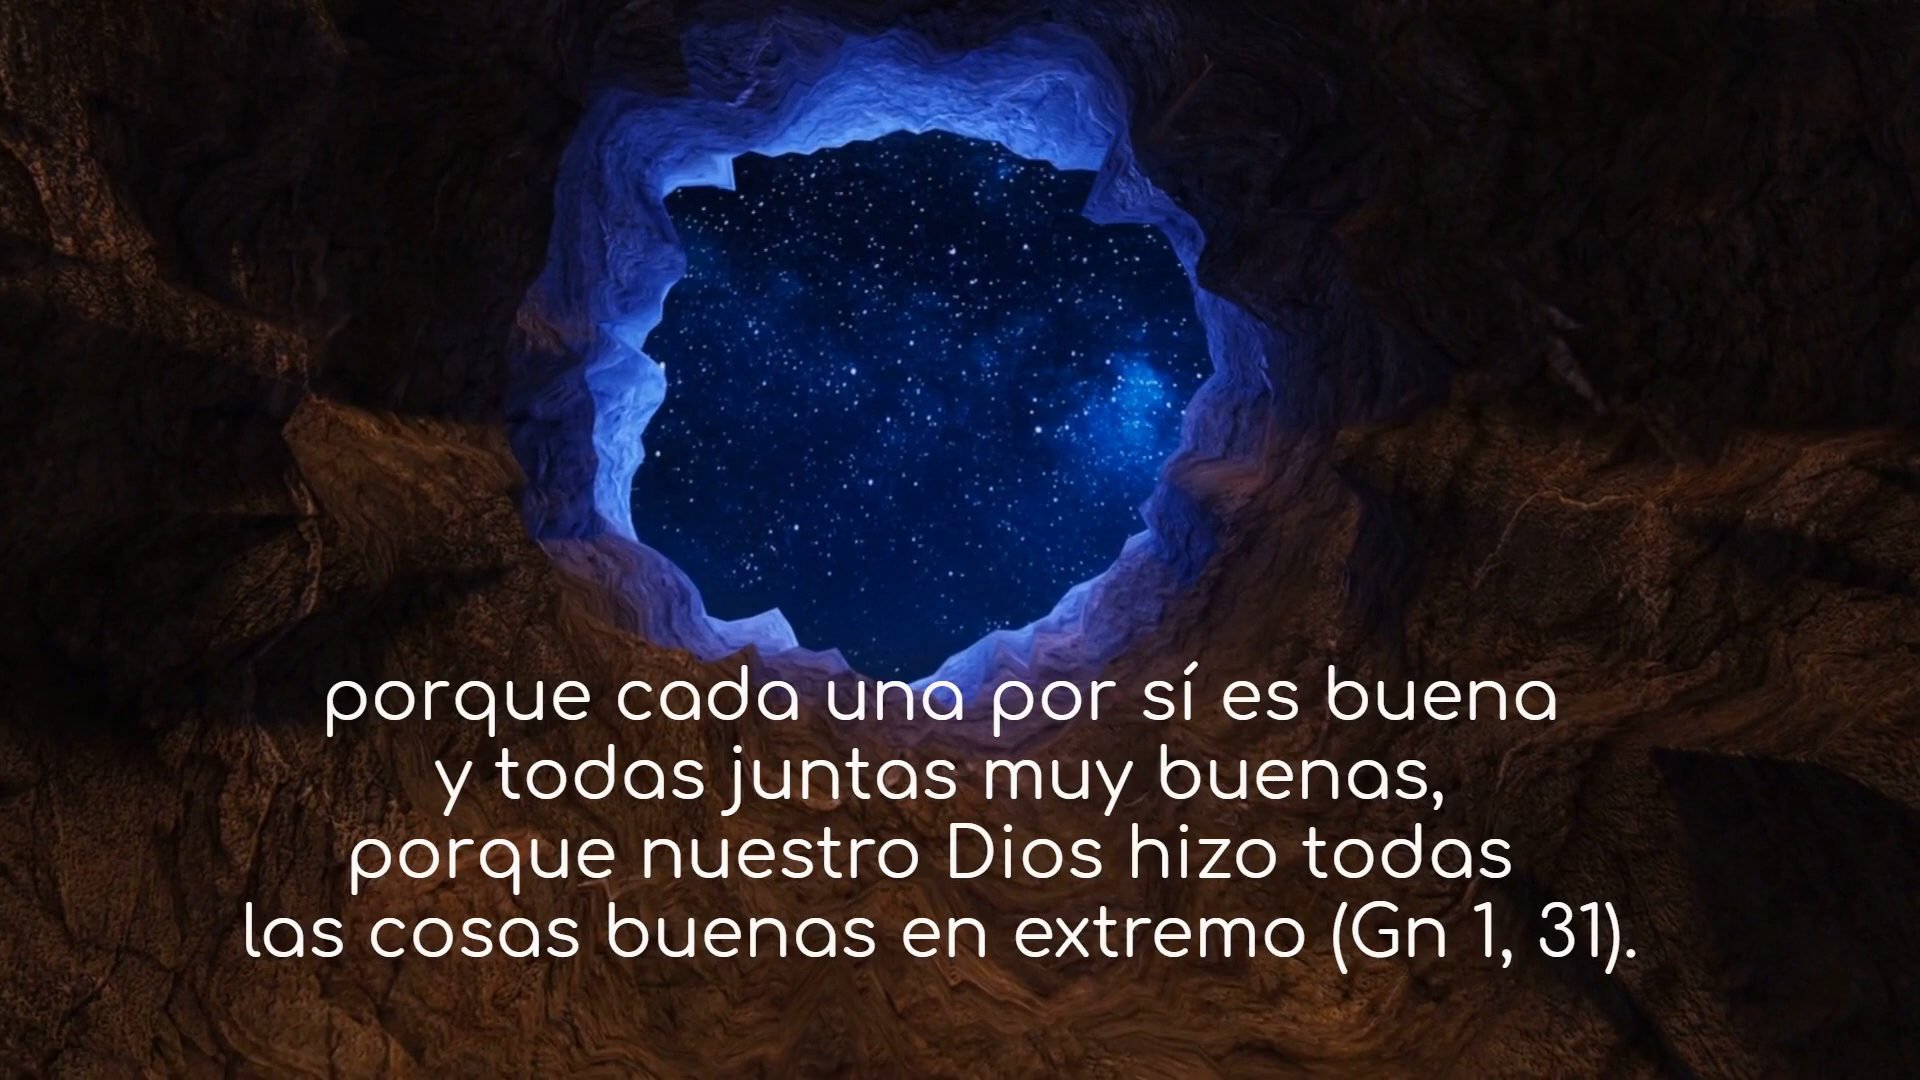 porque cada una por sí es buena
y todas juntas muy buenas,
porque nuestro Dios hizo todas
las cosas buenas en extremo (Gn 1, 31).